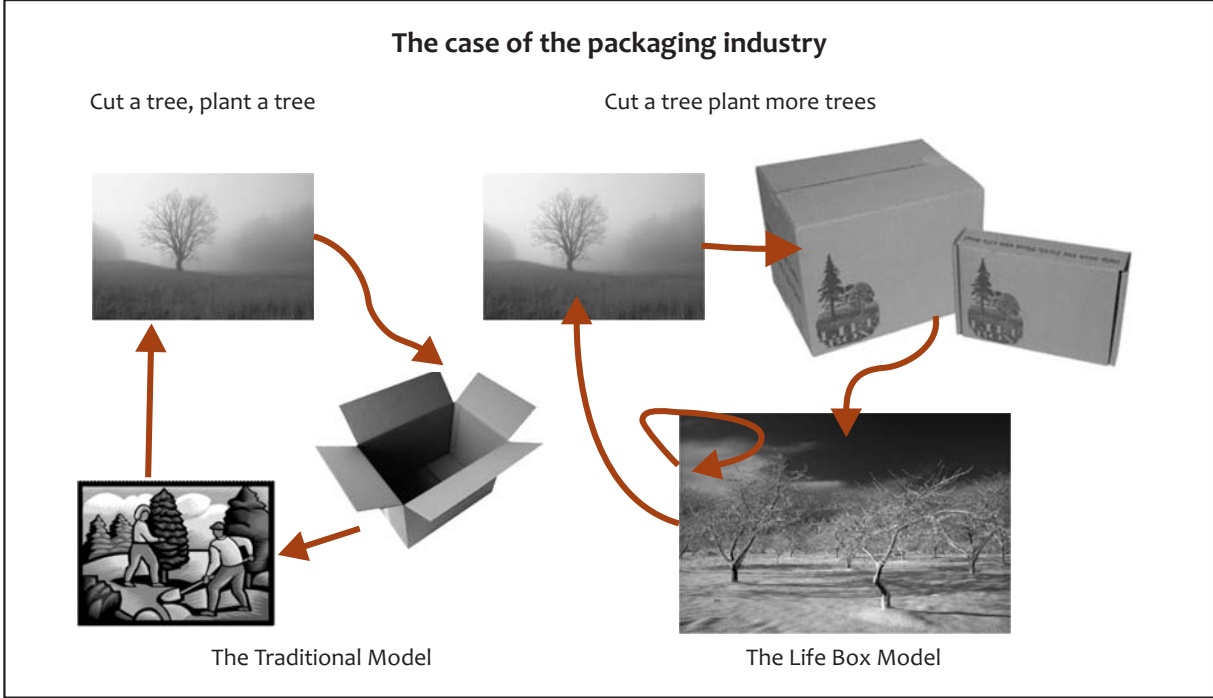 The case of the packaging industry
Cut a tree, plant a tree
Cut a tree plant more trees
The Traditional Model
The Life Box Model